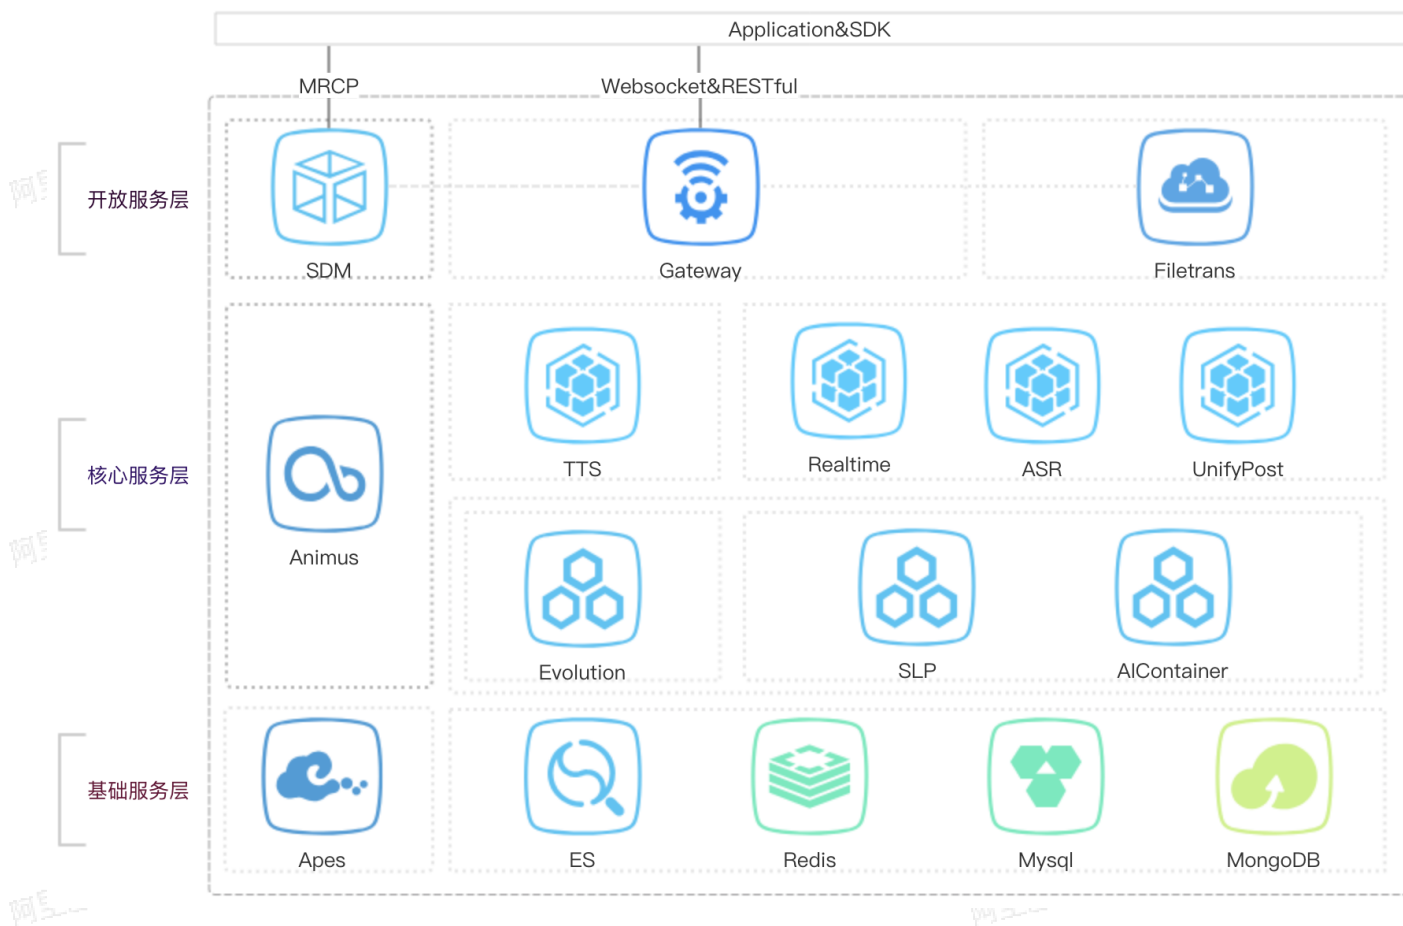 Application&SDK
MRCP
Websocket&RESTful
开放服务层
SDM
Gateway
Filetrans
核心服务层
TTS
Realtime
ASR
UnifyPost
Animus
Evolution
SLP
AIContainer
基础服务层
Apes
ES
Redis
Mysql
MongoDB